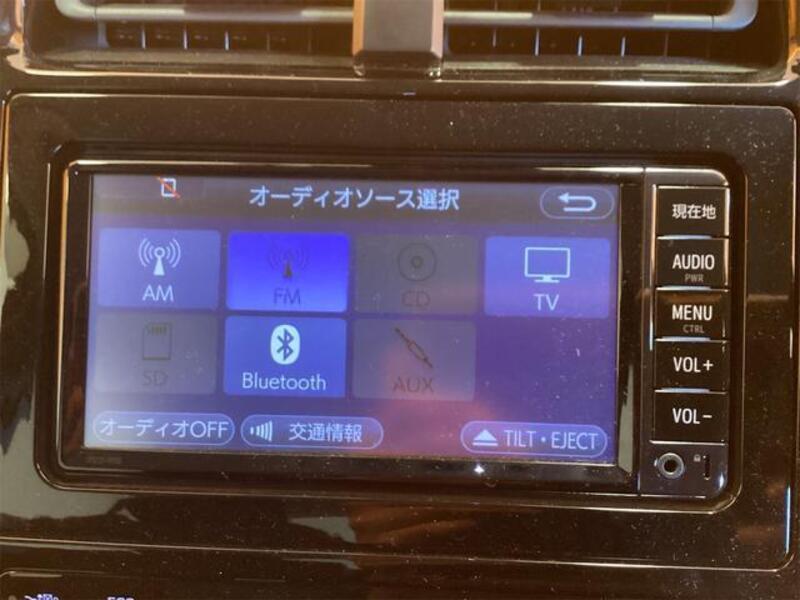 オーディオソース選択
AM
FM
CD
TV
SD
Bluetooth
AUX
オーディオOFF
交通情報
TILT・EJECT
現在地
AUDIO
PWR
MENU
CTRL
VOL+
VOL-